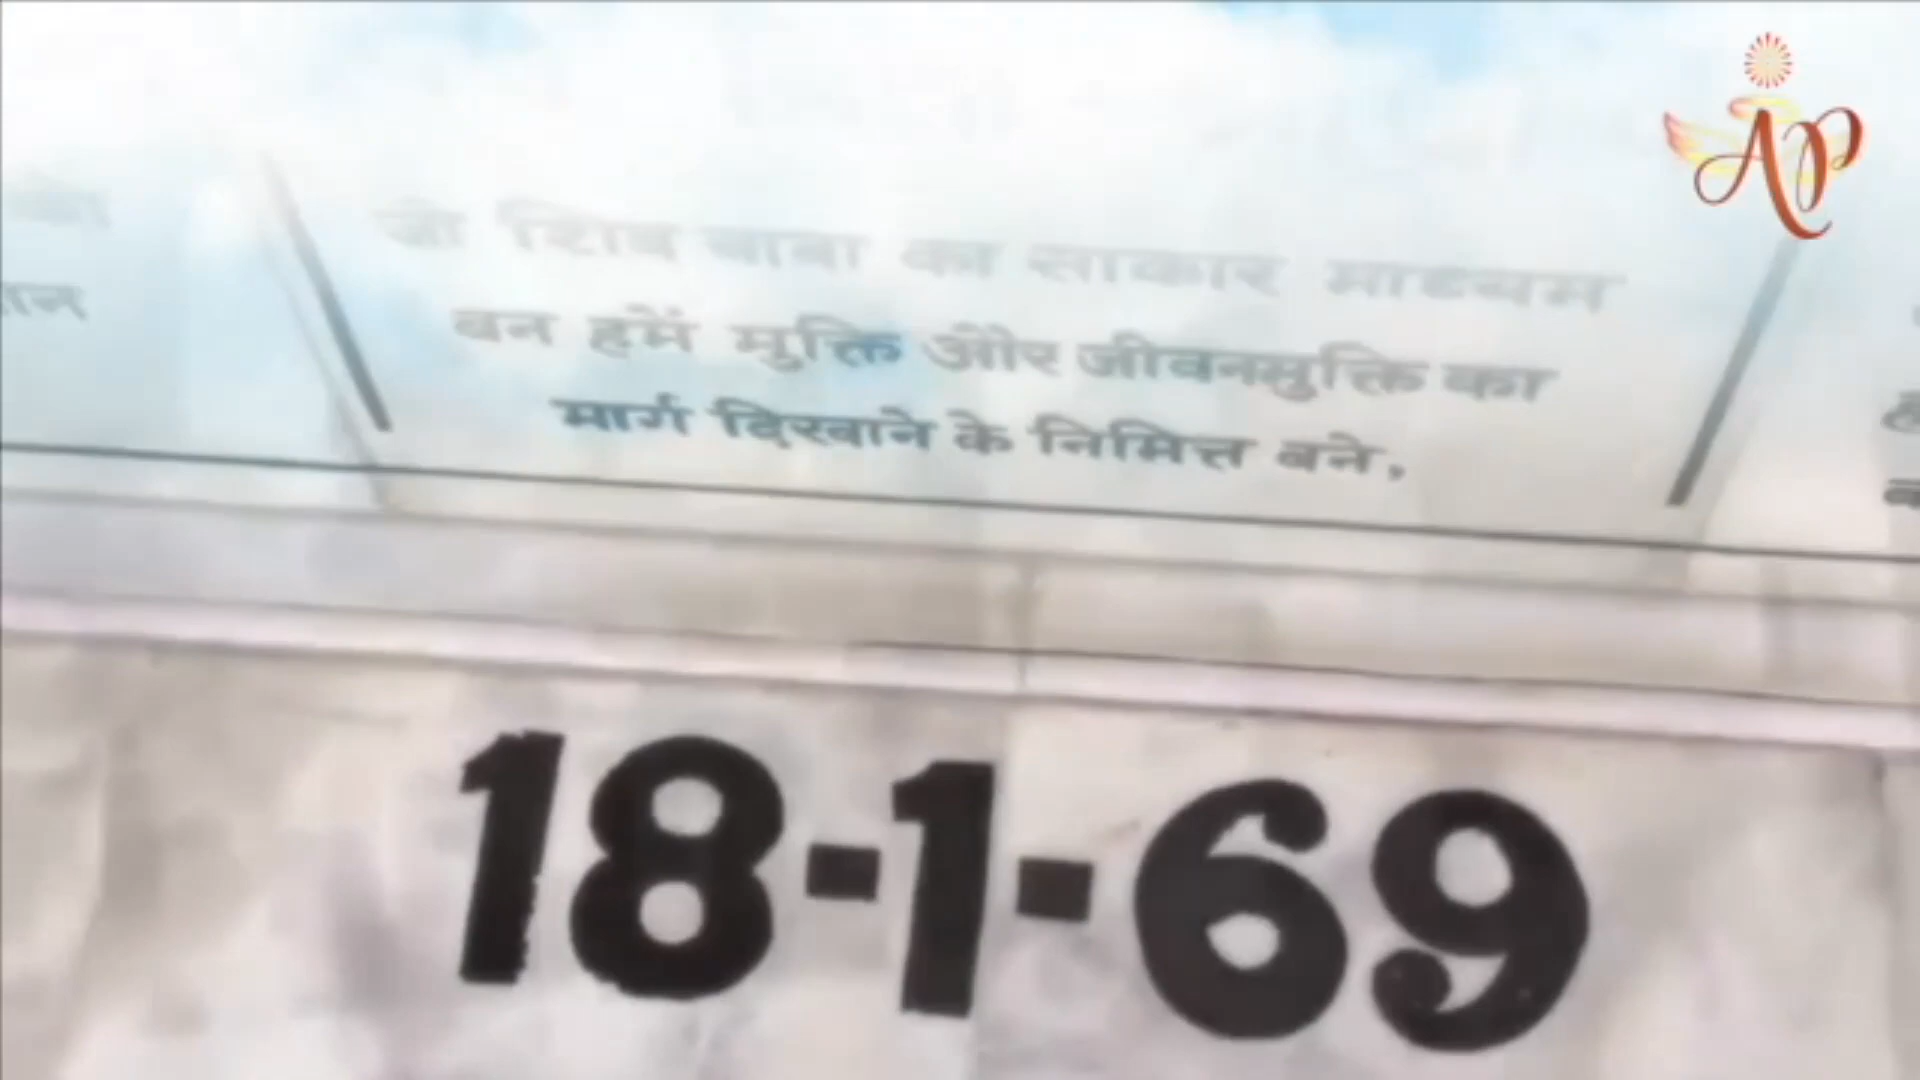 जो शिव बाबा का साकार माध्यम
बन हमें मुक्ति और जीवनमुक्ति का
मार्ग दिखाने के निमित्त बने,
18-1-69
AP